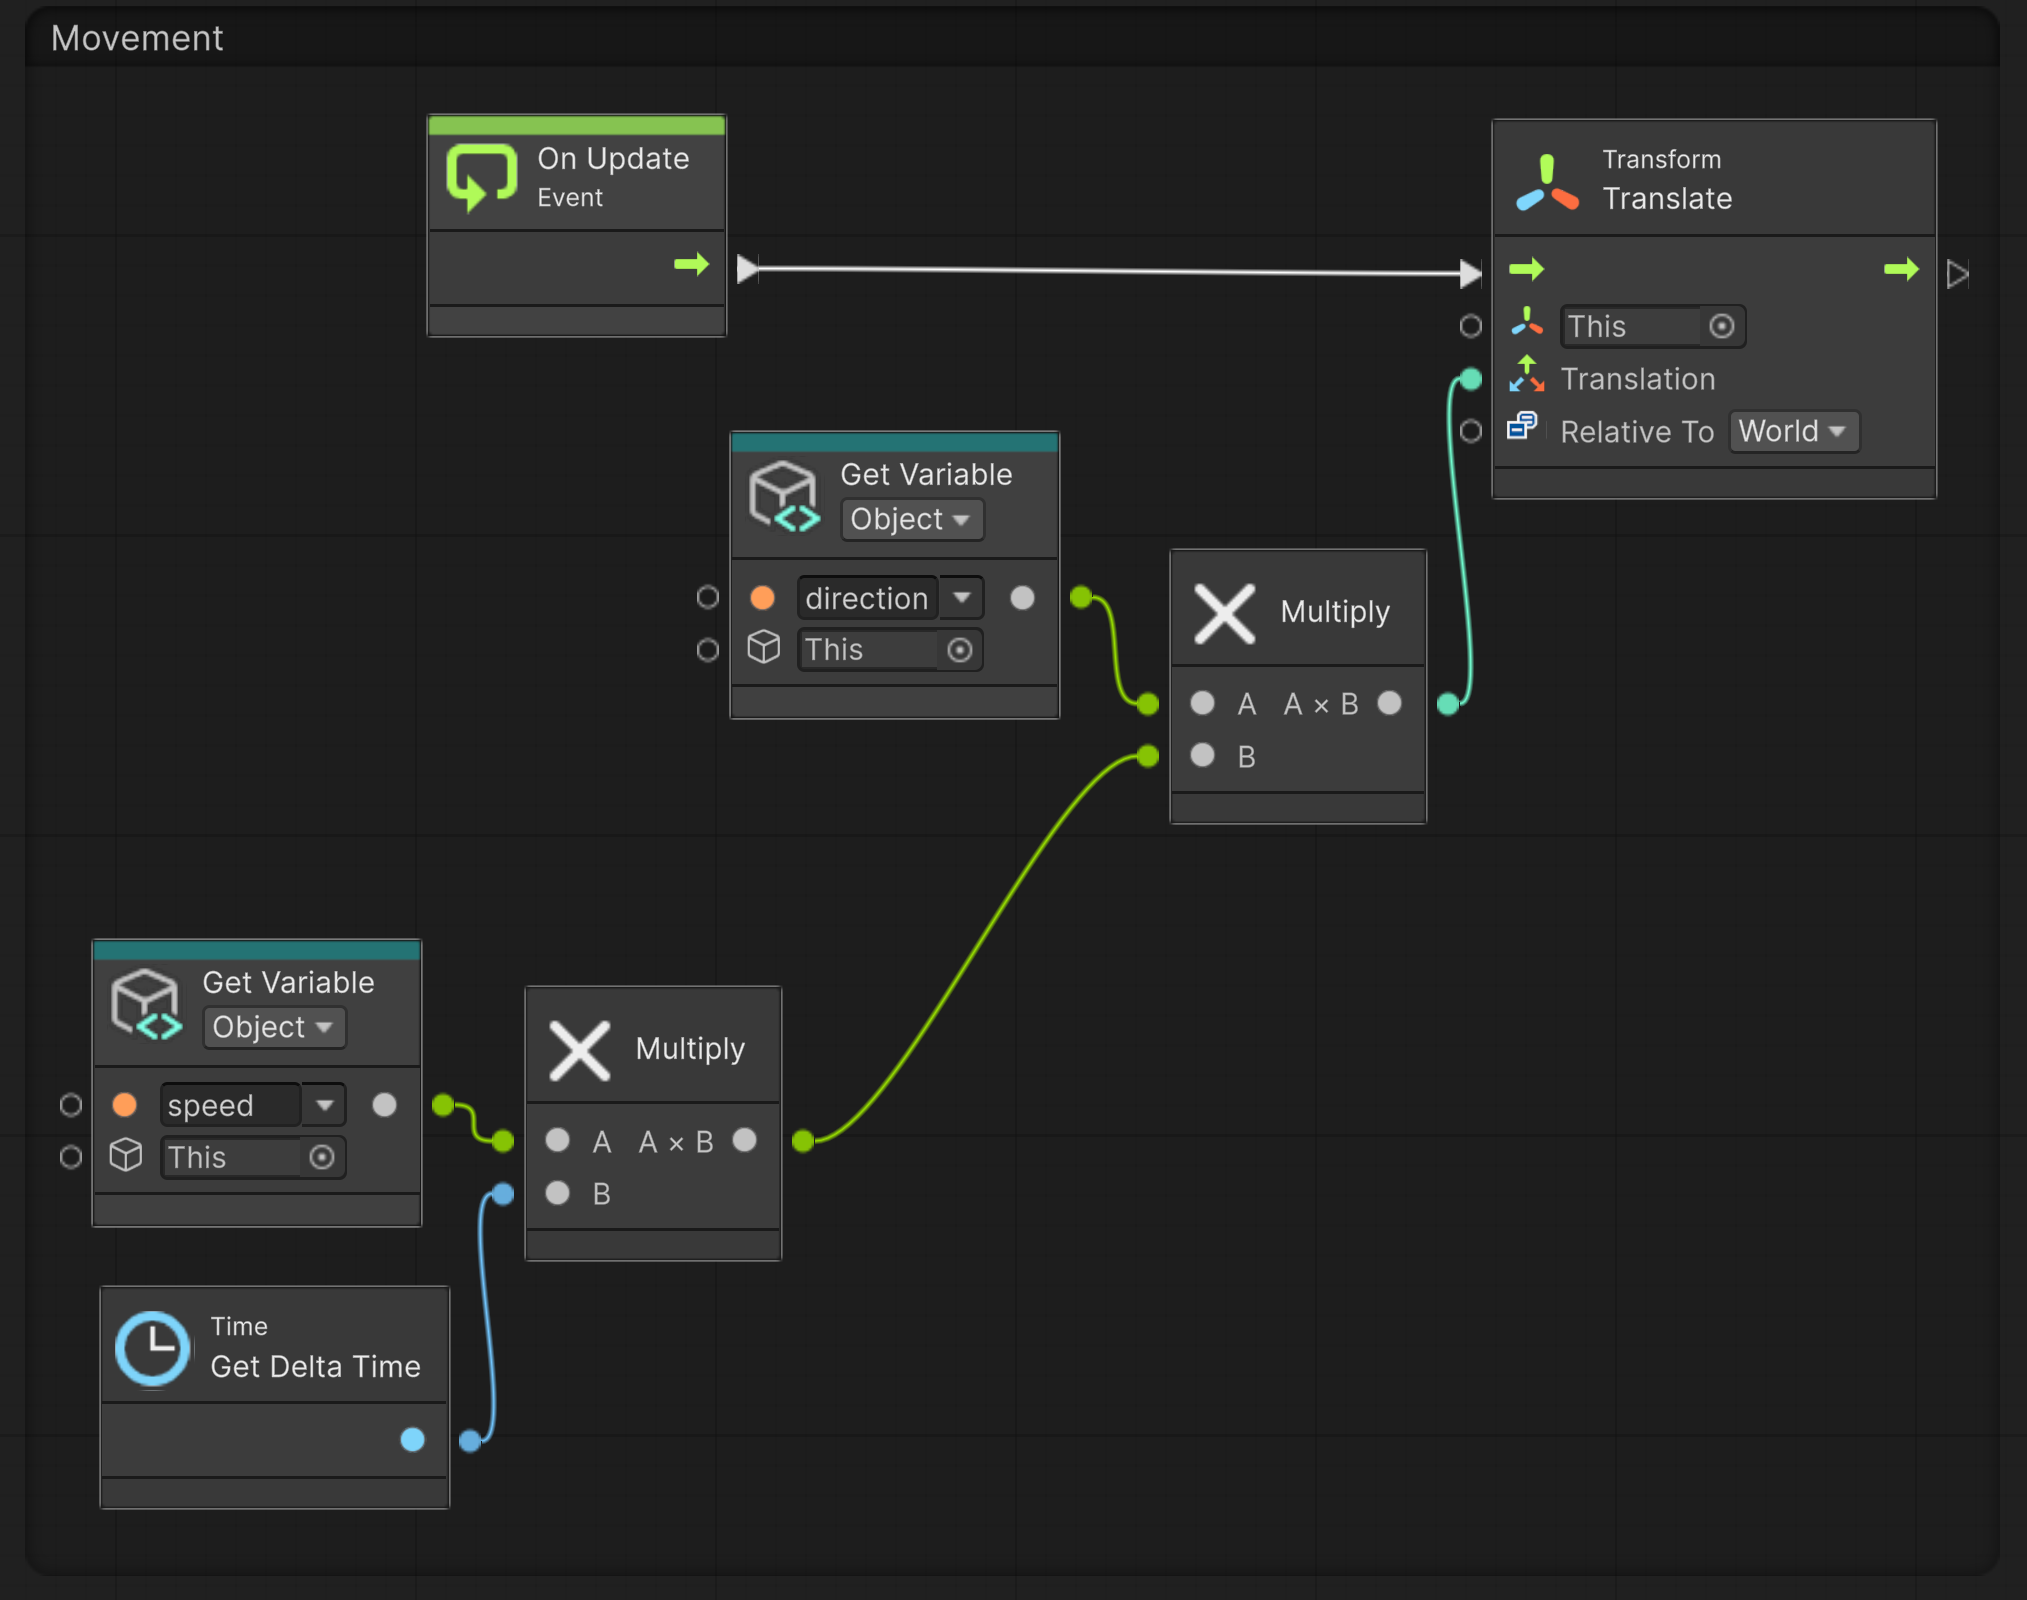 Movement
On Update
Event
Transform
Translate
This
Translation
Relative To World
Get Variable
Object
direction
This
Multiply
A A × B
B
Get Variable
Object
speed
This
Multiply
A A × B
B
Time
Get Delta Time